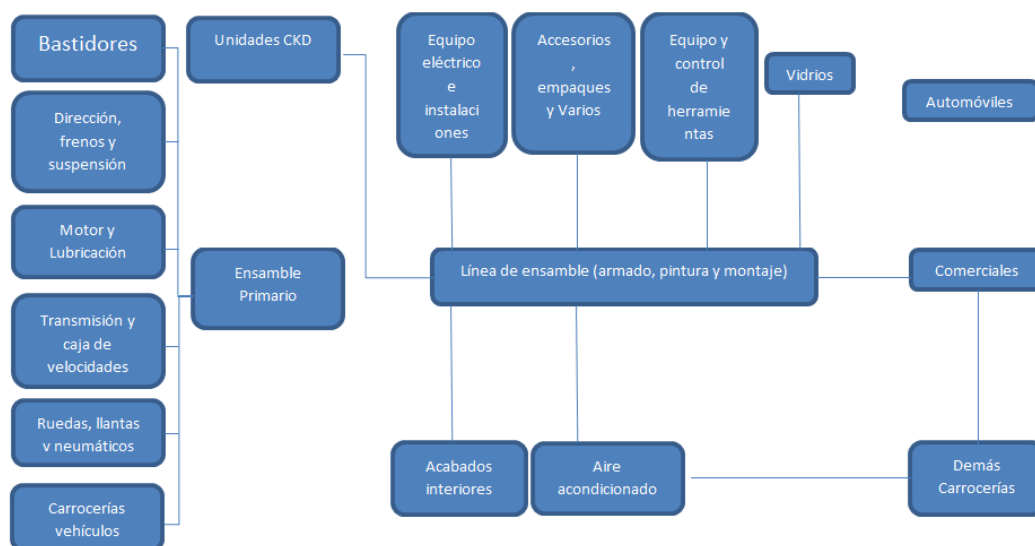 Bastidores
Unidades CKD
Equipo
eléctrico
e
instalaci
ones
Accesorios
,
empaques
y Varios
Equipo y
control
de
herramie
ntas
Vidrios
Automóviles
Dirección,
frenos y
suspensión
Motor y
Lubricación
Ensamble
Primario
Línea de ensamble (armado, pintura y montaje)
Comerciales
Transmisión y
caja de
velocidades
Ruedas, llantas
y neumáticos
Carrocerías
vehículos
Acabados
interiores
Aire
acondicionado
Demás
Carrocerías